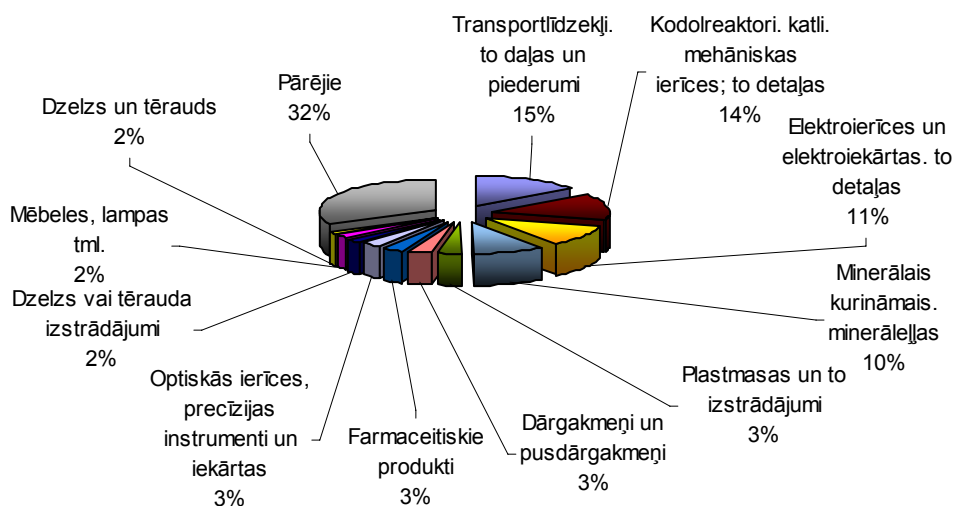 Transportlīdzekļi.
to daļas un
piederumi
15%
Kodolreaktori. katli.
mehāniskas
ierīces; to detaļas
14%
Elektroierīces un
elektroiekārtas. to
detaļas
11%
Minerālais
kurināmais.
minerāleļļas
10%
Plastmasas un to
izstrādājumi
3%
Dārgakmeņi un
pusdārgakmeņi
3%
Farmaceitiskie
produkti
3%
Optiskās ierīces,
precīzijas
instrumenti un
iekārtas
3%
Dzelzs vai tērauda
izstrādājumi
2%
Mēbeles, lampas
tml.
2%
Dzelzs un tērauds
2%
Pārējie
32%